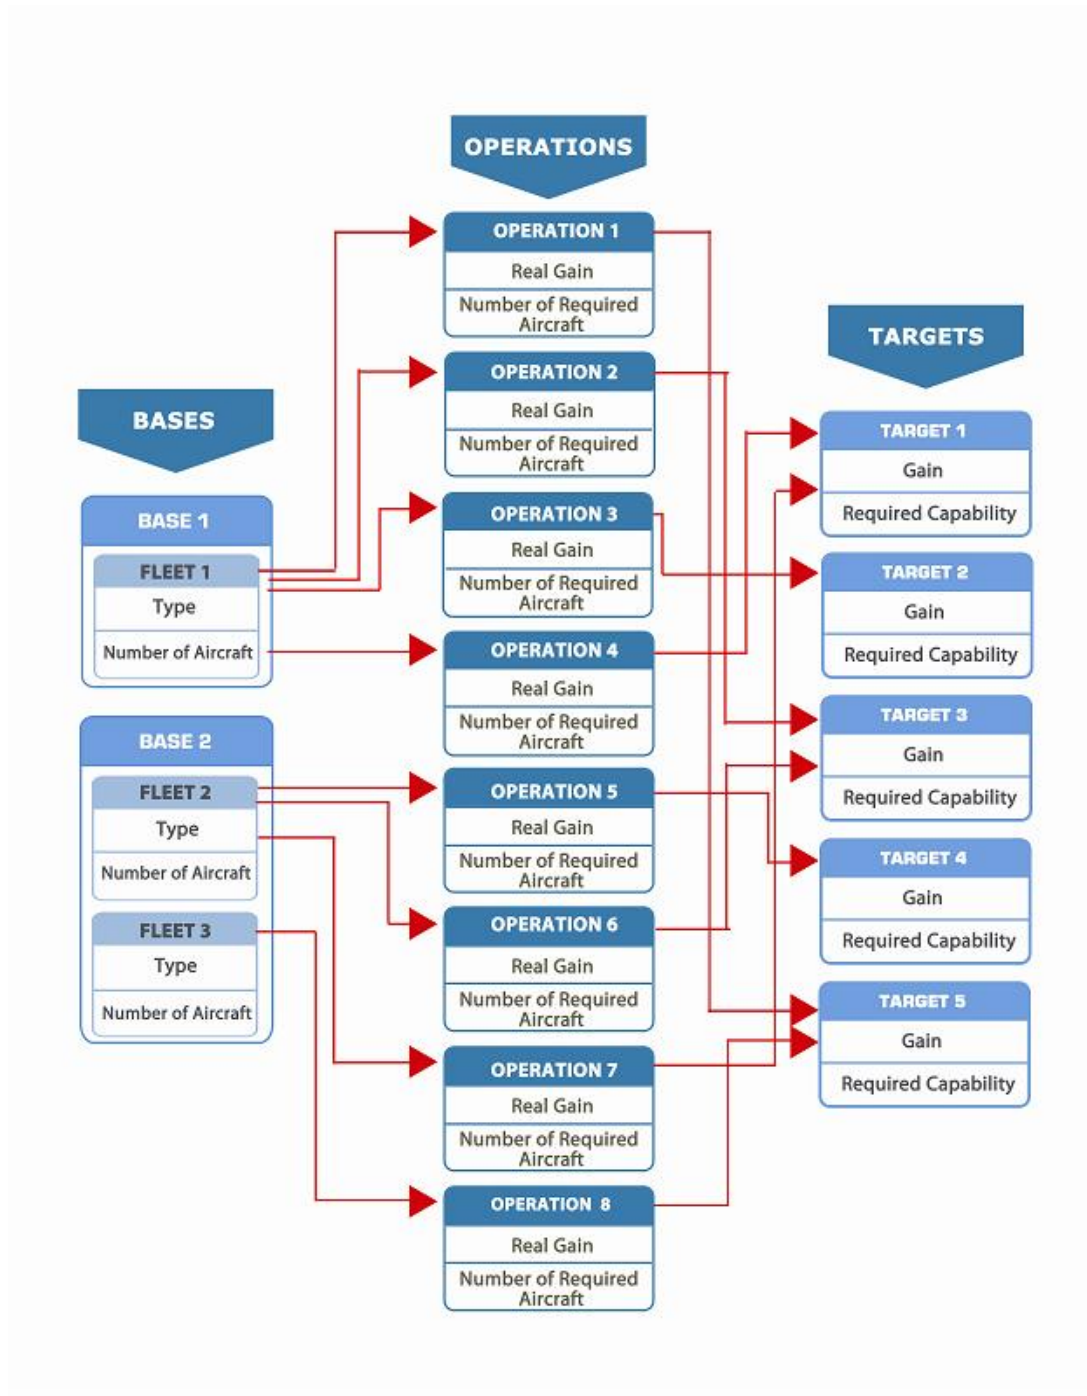 OPERATIONS
OPERATION 1
Real Gain
Number of Required
Aircraft
OPERATION 2
Real Gain
Number of Required
Aircraft
OPERATION 3
Real Gain
Number of Required
Aircraft
OPERATION 4
Real Gain
Number of Required
Aircraft
OPERATION 5
Real Gain
Number of Required
Aircraft
OPERATION 6
Real Gain
Number of Required
Aircraft
OPERATION 7
Real Gain
Number of Required
Aircraft
OPERATION 8
Real Gain
Number of Required
Aircraft
BASES
BASE 1
FLEET 1
Type
Number of Aircraft
BASE 2
FLEET 2
Type
Number of Aircraft
FLEET 3
Type
Number of Aircraft
TARGETS
TARGET 1
Gain
Required Capability
TARGET 2
Gain
Required Capability
TARGET 3
Gain
Required Capability
TARGET 4
Gain
Required Capability
TARGET 5
Gain
Required Capability